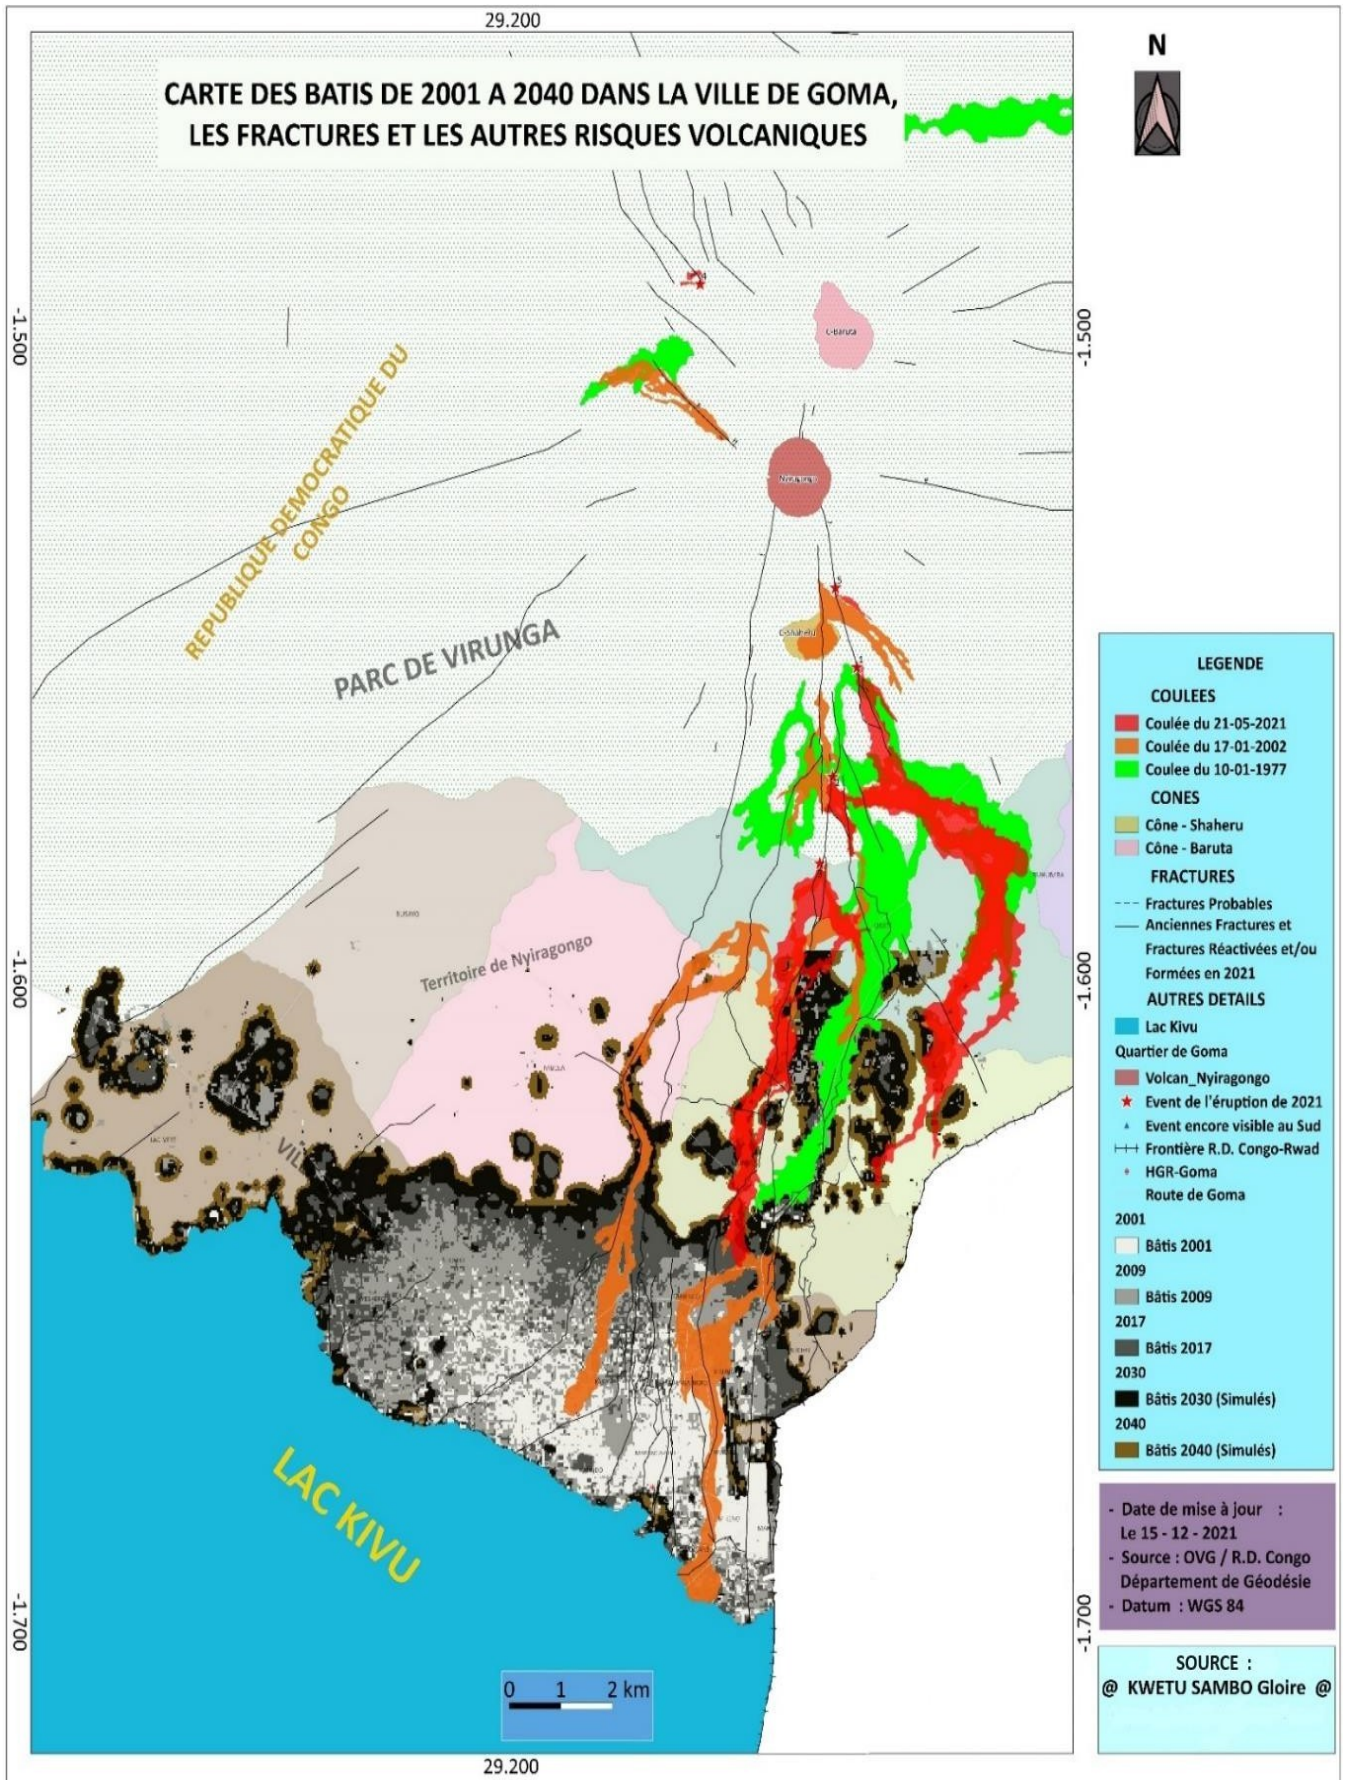 29.200
N
CARTE DES BATIS DE 2001 A 2040 DANS LA VILLE DE GOMA,
LES FRACTURES ET LES AUTRES RISQUES VOLCANIQUES
-1.500
-1.500
C-Baruta
REPUBLIQUE DEMOCRATIQUE DU
CONGO
Nyiragongo
5
C-Shaheru
PARC DE VIRUNGA
1
Territoire de Nyiragongo
-1.600
-1.600
LAC VERT
LAC KIVU
-1.700
-1.700
0 1 2 km
29.200
LEGENDE
COULEES
Coulée du 21-05-2021
Coulée du 17-01-2002
Coulee du 10-01-1977
CONES
Cône - Shaheru
Cône - Baruta
FRACTURES
Fractures Probables
Anciennes Fractures et
Fractures Réactivées et/ou
Formées en 2021
AUTRES DETAILS
Lac Kivu
Quartier de Goma
Volcan_Nyiragongo
Event de l'éruption de 2021
Event encore visible au Sud
Frontière R.D. Congo-Rwad
HGR-Goma
Route de Goma
2001
Bâtis 2001
2009
Bâtis 2009
2017
Bâtis 2017
2030
Bâtis 2030 (Simulés)
2040
Bâtis 2040 (Simulés)
- Date de mise à jour :
Le 15 - 12 - 2021
- Source : OVG / R.D. Congo
Département de Géodésie
- Datum : WGS 84
SOURCE :
@ KWETU SAMBO Gloire @